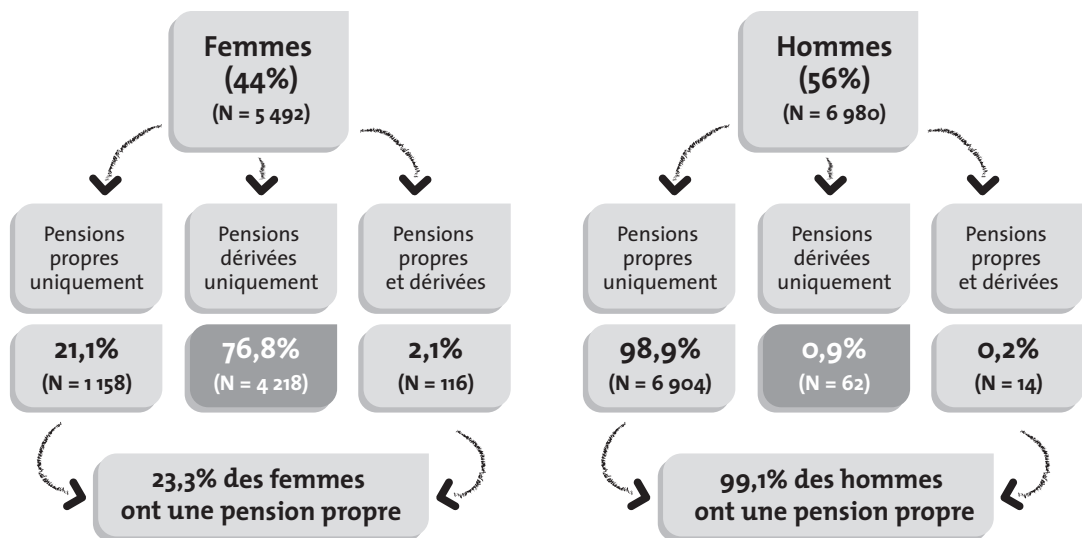 Femmes
(44%)
(N = 5 492)
Pensions
propres
uniquement
Pensions
dérivées
uniquement
Pensions
propres
et dérivées
21,1%
(N = 1 158)
76,8%
(N = 4 218)
2,1%
(N = 116)
23,3% des femmes
ont une pension propre
Hommes
(56%)
(N = 6 980)
Pensions
propres
uniquement
Pensions
dérivées
uniquement
Pensions
propres
et dérivées
98,9%
(N = 6 904)
0,9%
(N = 62)
0,2%
(N = 14)
99,1% des hommes
ont une pension propre